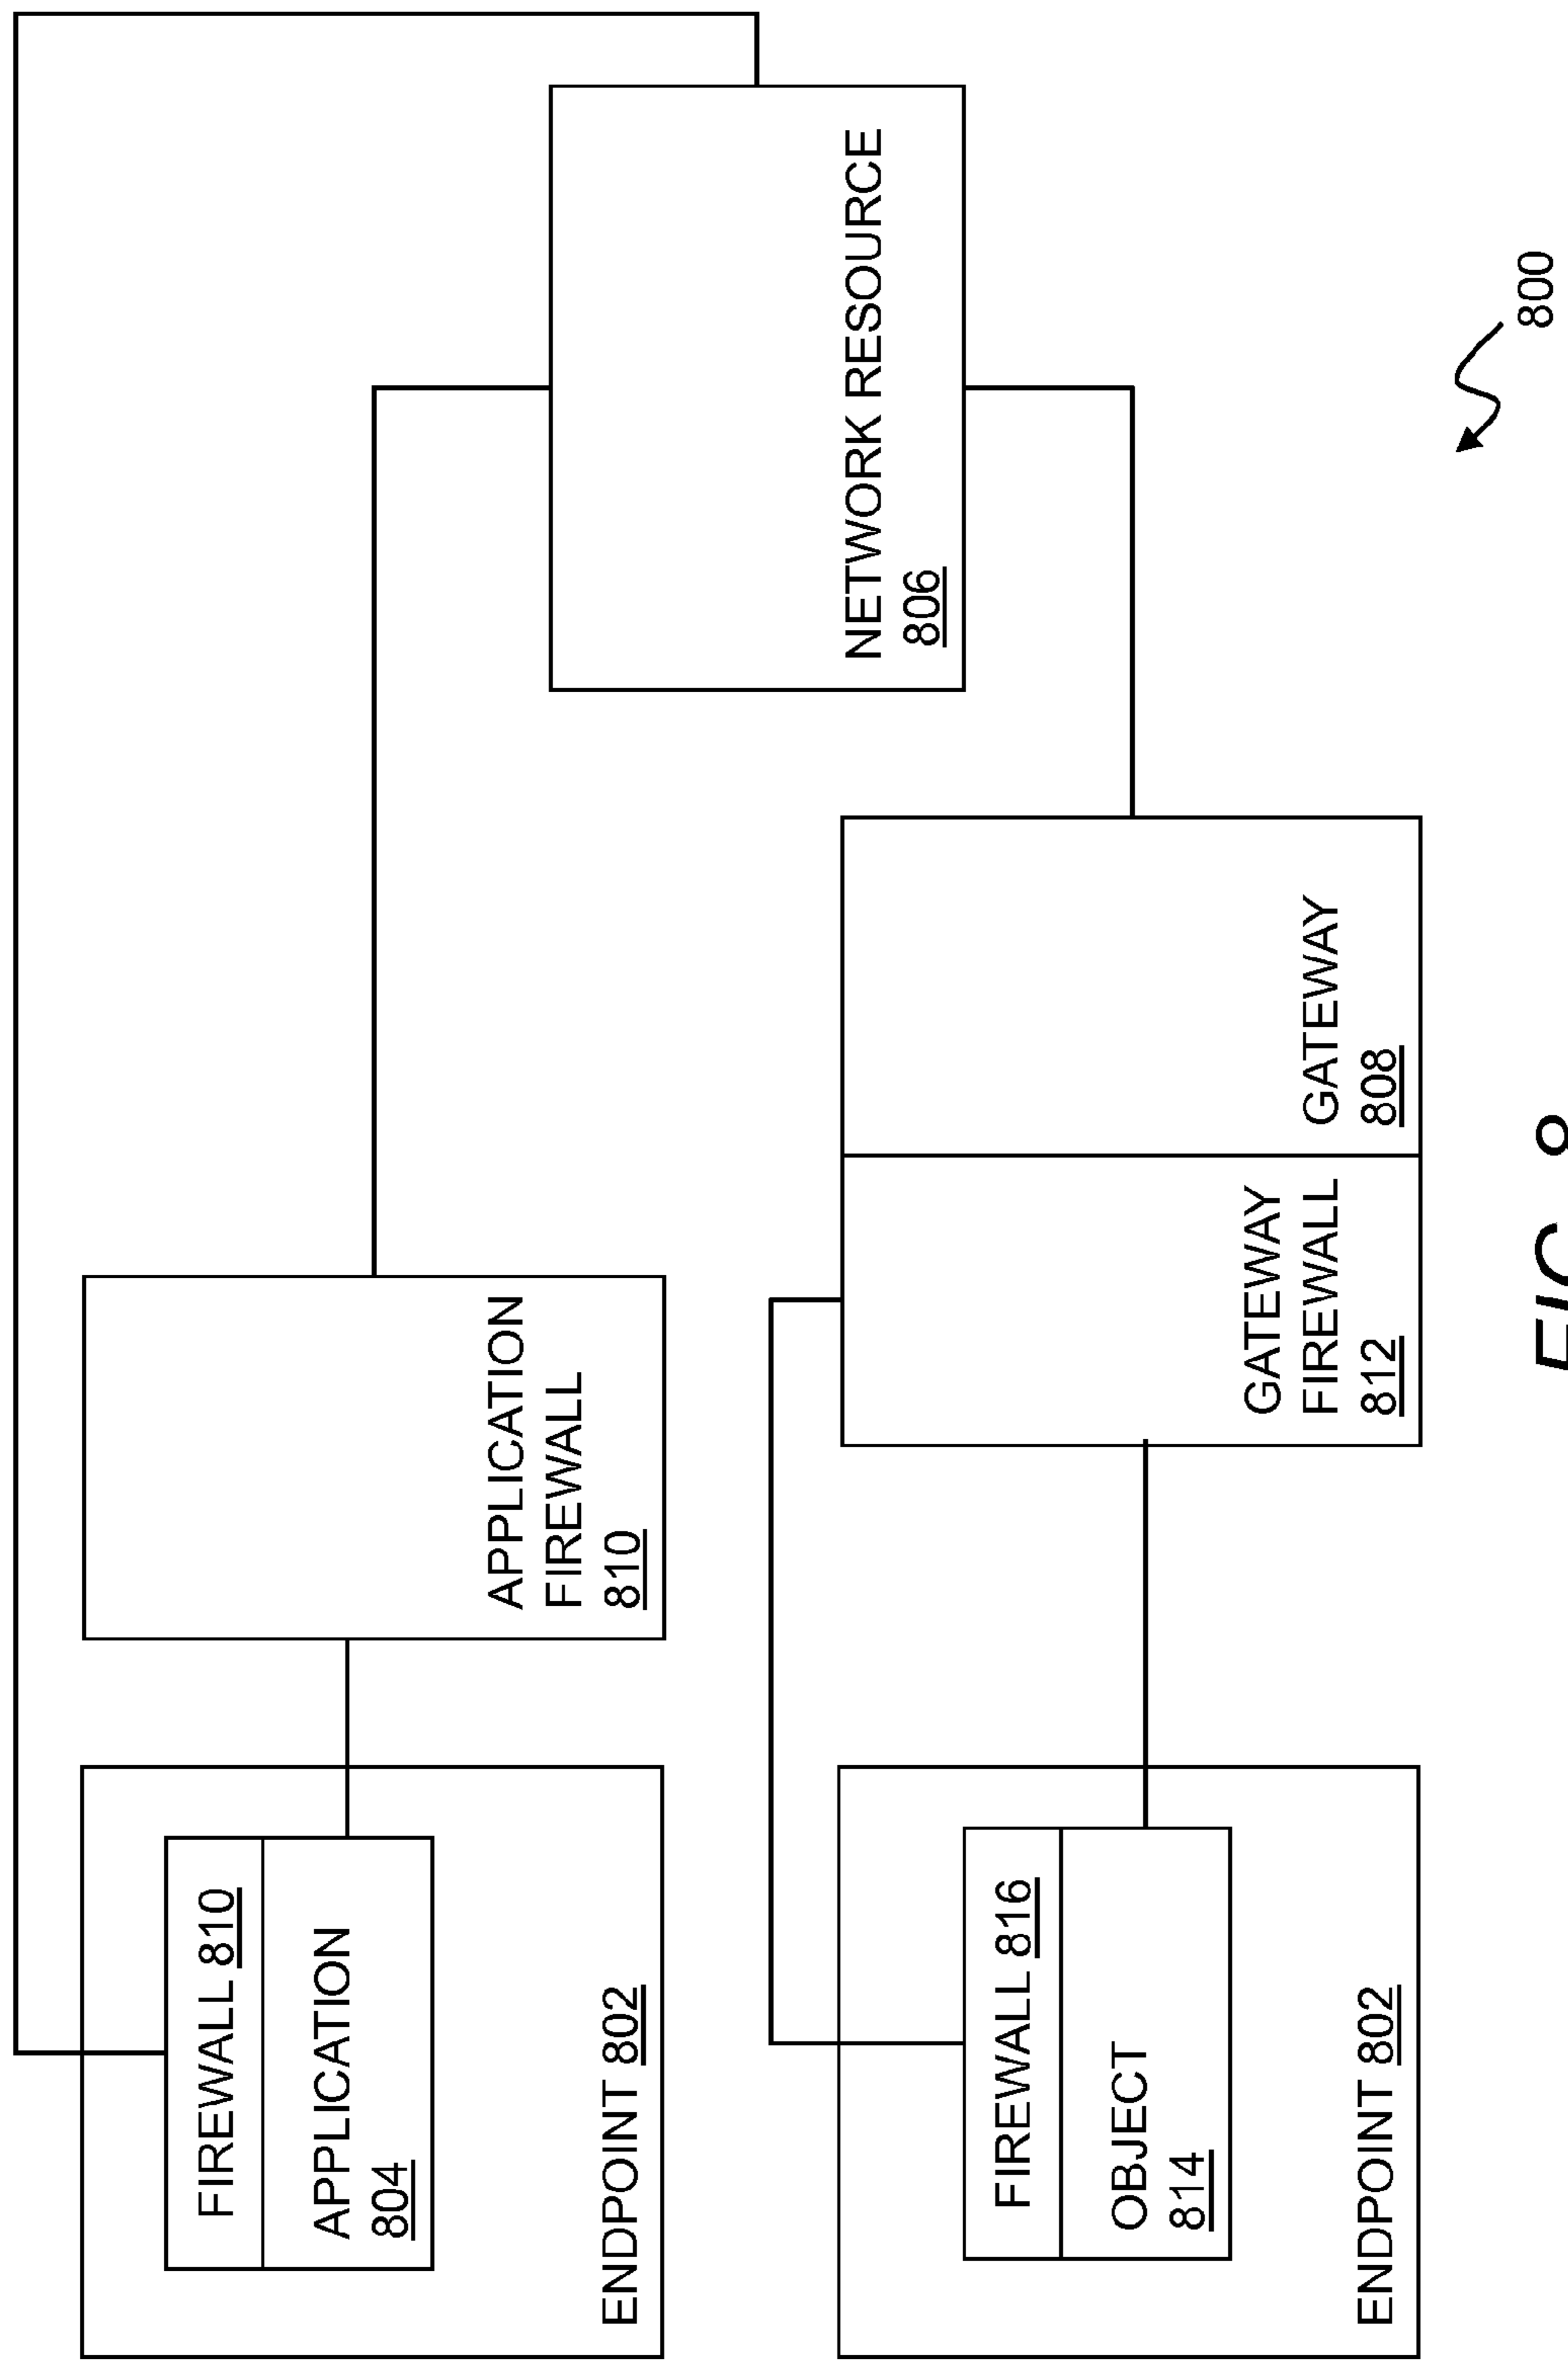 FIREWALL 810
APPLICATION
804
ENDPOINT 802
APPLICATION
FIREWALL
810
NETWORK RESOURCE
806
FIREWALL 816
OBJECT
814
ENDPOINT 802
GATEWAY
FIREWALL
812
GATEWAY
808
800